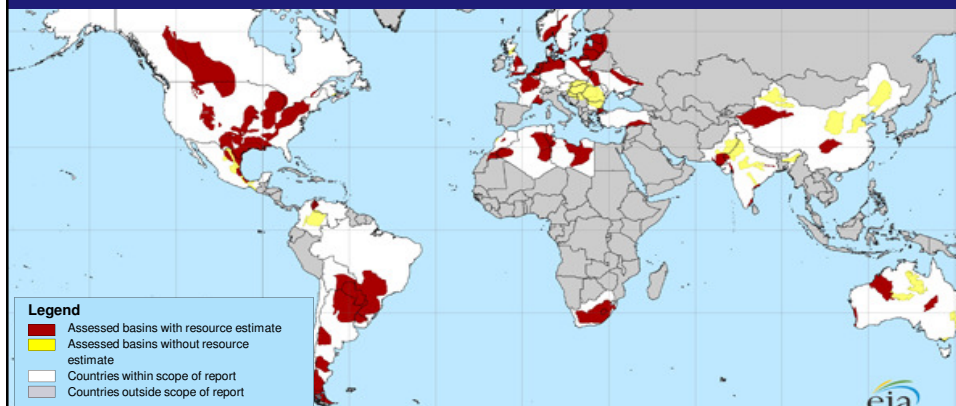 Legend
Assessed basins with resource estimate
Assessed basins without resource
estimate
Countries within scope of report
Countries outside scope of report
eia